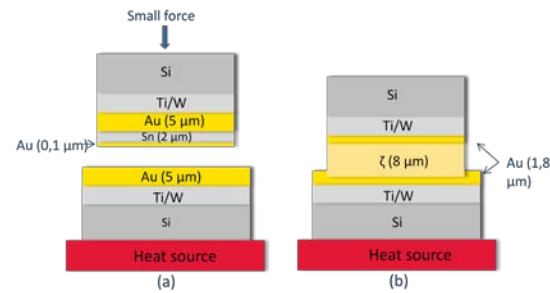 Small force
Si
Ti/W
Au (5 µm)
Sn (2 µm)
Au (0,1 µm)
Au (5 µm)
Ti/W
Si
Heat source
(a)
Si
Ti/W
ζ (8 µm)
Au (1,8
µm)
Ti/W
Si
Heat source
(b)